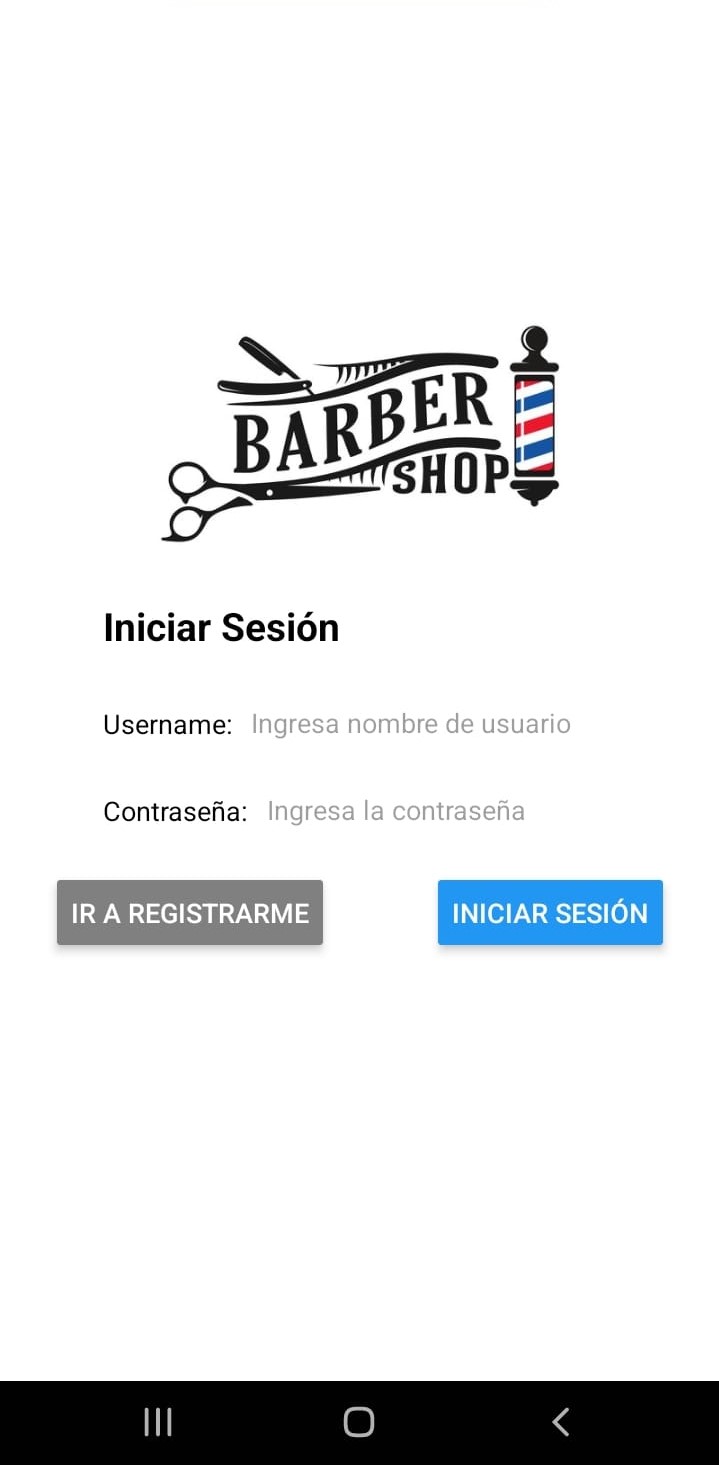 BARBER
SHOP
Iniciar Sesión
Username: Ingresa nombre de usuario
Contraseña: Ingresa la contraseña
IR A REGISTRARME INICIAR SESIÓN